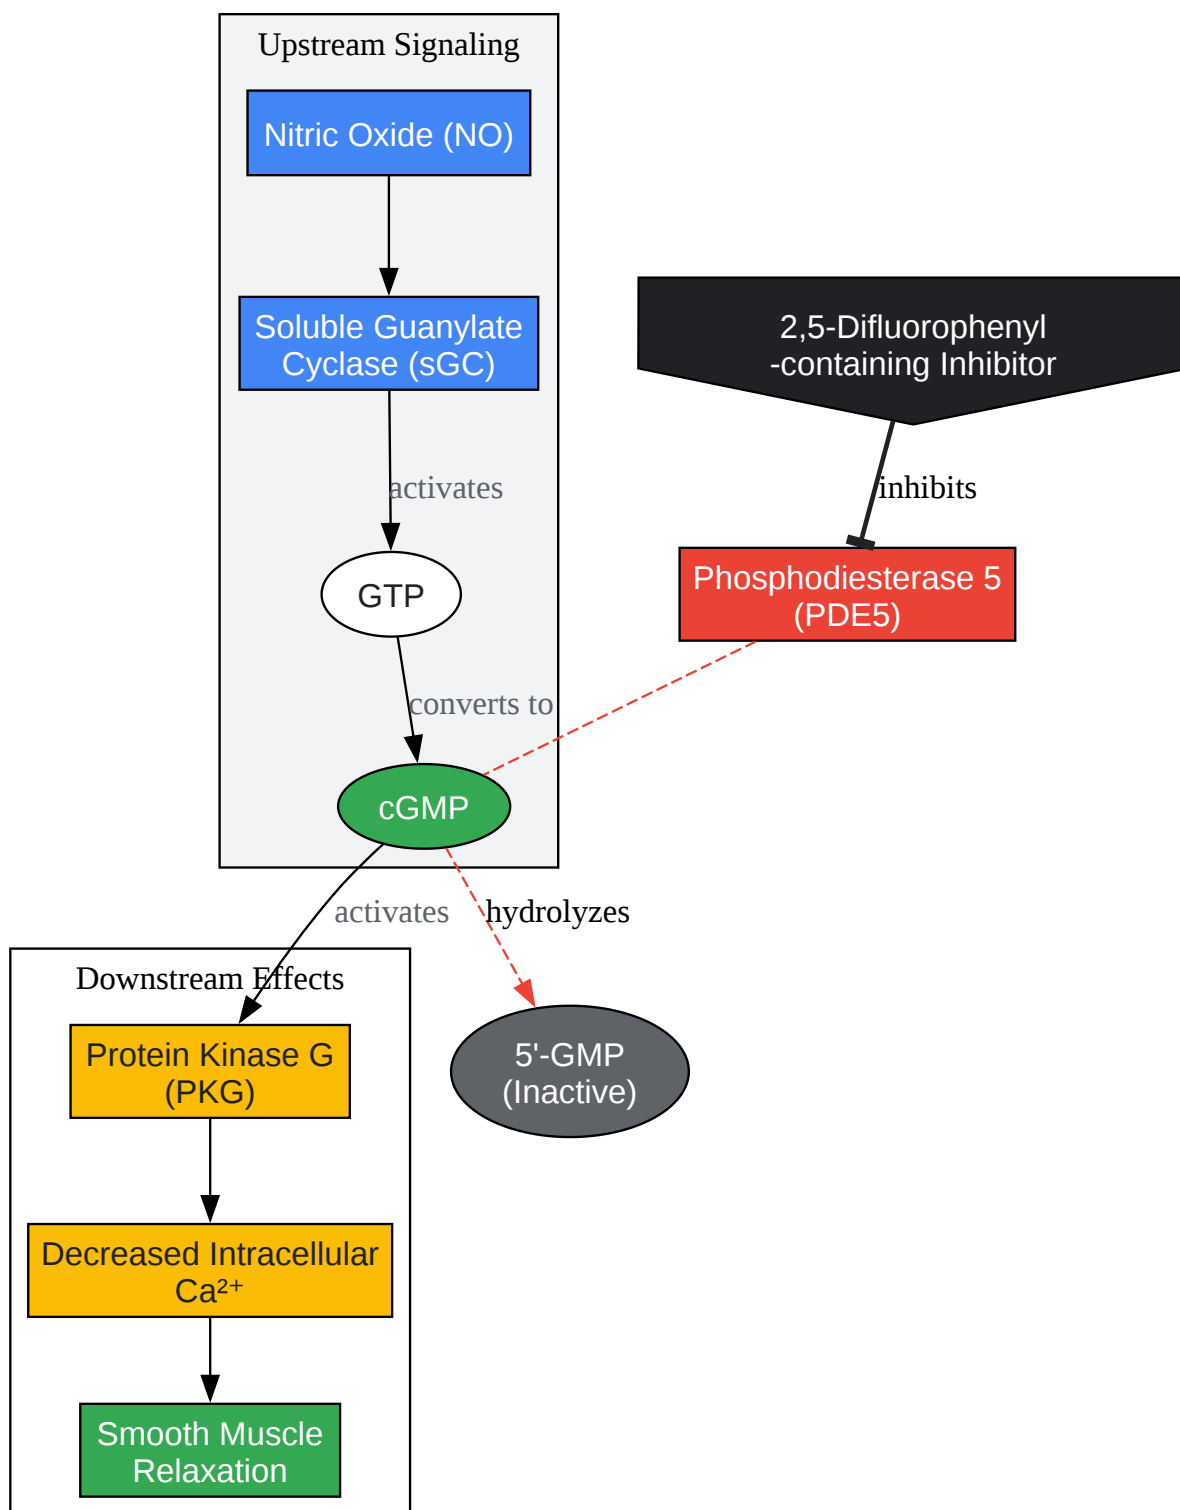 Upstream Signaling
Nitric Oxide (NO)
Soluble Guanylate
Cyclase (sGC)
2,5-Difluorophenyl
-containing Inhibitor
activates
inhibits
GTP
Phosphodiesterase 5
(PDE5)
converts to
cGMP
activates
hydrolyzes
Downstream Effects
Protein Kinase G
(PKG)
5'-GMP
(Inactive)
Decreased Intracellular
Ca²⁺
Smooth Muscle
Relaxation